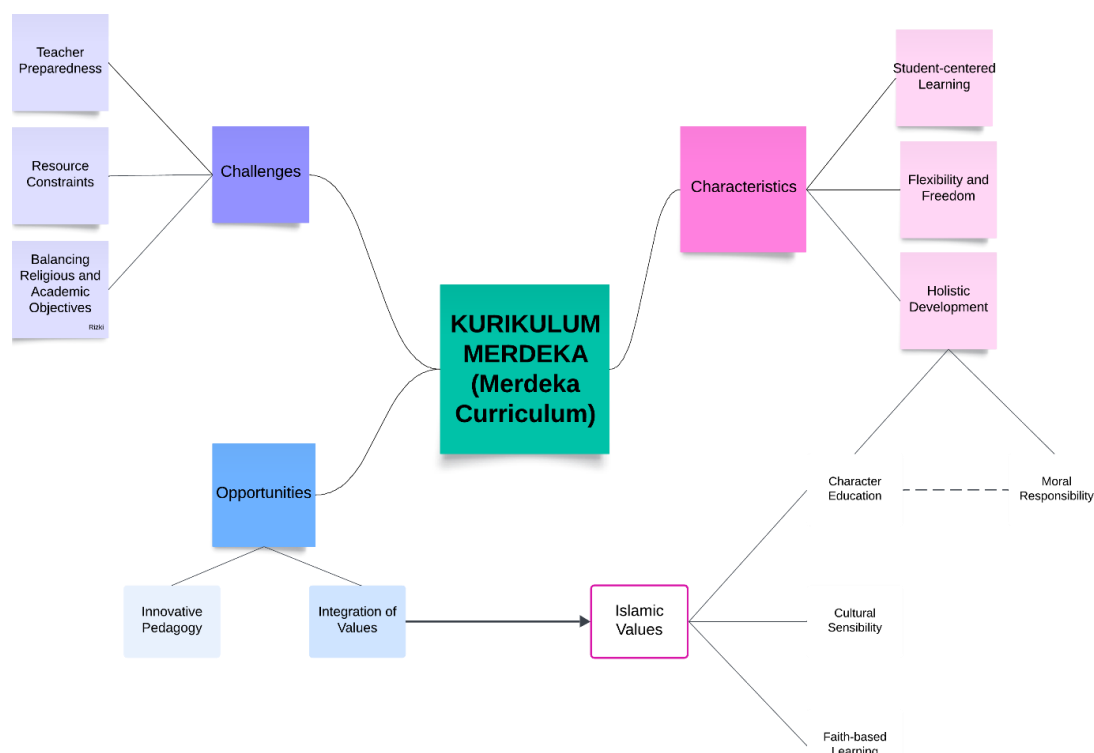 Teacher
Preparedness
Resource
Constraints
Balancing
Religious and
Academic
Objectives
Rizki
Challenges
KURIKULUM
MERDEKA
(Merdeka
Curriculum)
Characteristics
Student-centered
Learning
Flexibility and
Freedom
Holistic
Development
Character
Education
Moral
Responsibility
Opportunities
Innovative
Pedagogy
Integration of
Values
Islamic
Values
Cultural
Sensibility
Faith-based
Learning